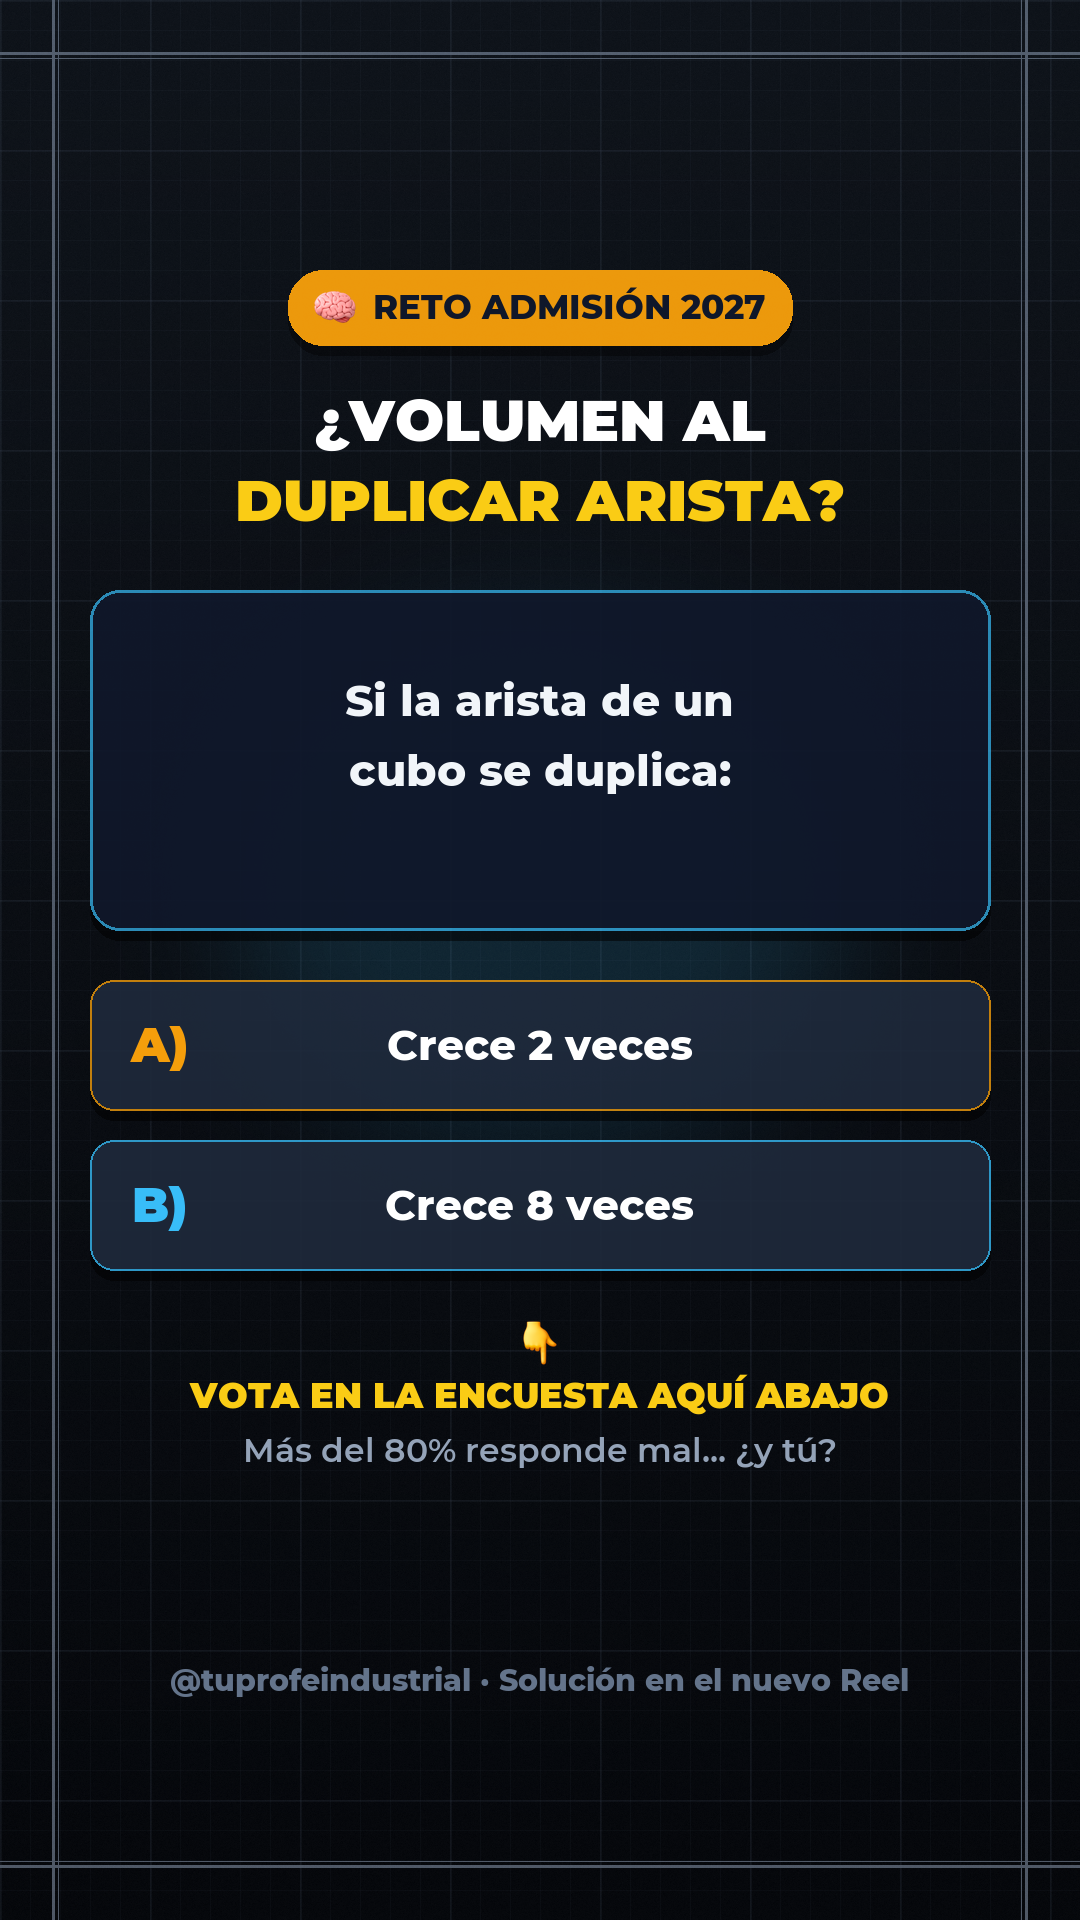 🧠 RETO ADMISIÓN 2027
¿VOLUMEN AL
DUPLICAR ARISTA?
Si la arista de un
cubo se duplica:
A) Crece 2 veces
B) Crece 8 veces
👇
VOTA EN LA ENCUESTA AQUÍ ABAJO
Más del 80% responde mal... ¿y tú?
@tuprofeindustrial • Solución en el nuevo Reel